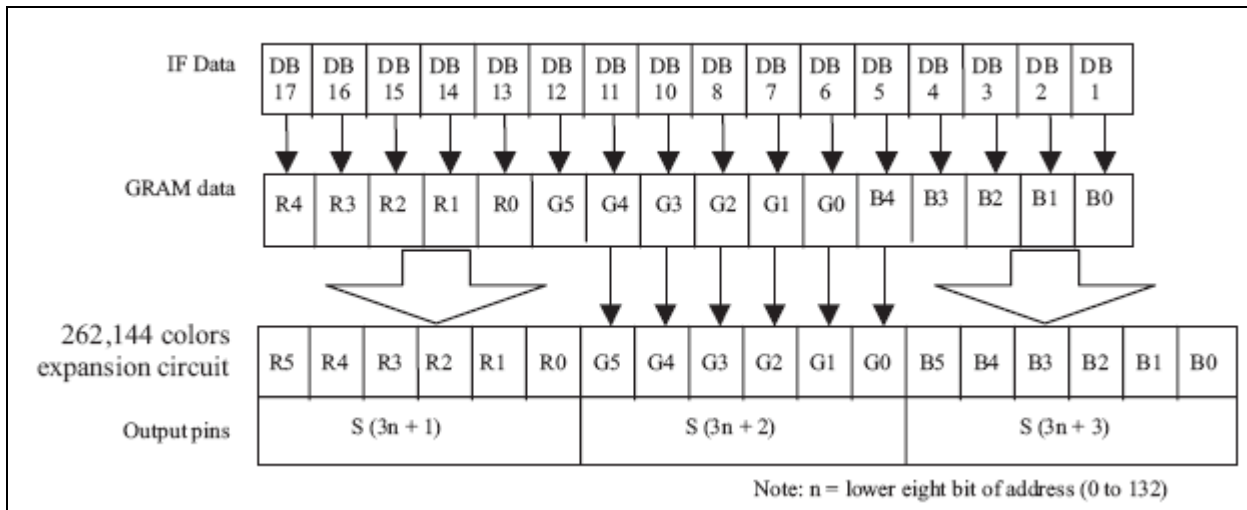 IF Data DB 17 DB 16 DB 15 DB 14 DB 13 DB 12 DB 11 DB 10 DB 8 DB 7 DB 6 DB 5 DB 4 DB 3 DB 2 DB 1
GRAM data R4 R3 R2 R1 R0 G5 G4 G3 G2 G1 G0 B4 B3 B2 B1 B0
262,144 colors
expansion circuit R5 R4 R3 R2 R1 R0 G5 G4 G3 G2 G1 G0 B5 B4 B3 B2 B1 B0
Output pins S (3n + 1) S (3n + 2) S (3n + 3)
Note: n = lower eight bit of address (0 to 132)